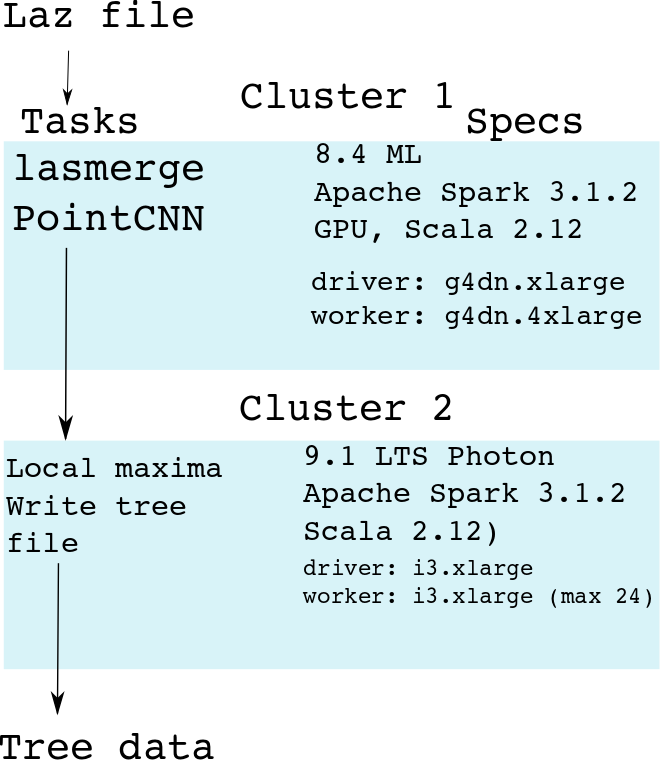 Laz file
Cluster 1
Tasks
Specs
lasmerge
PointCNN
8.4 ML
Apache Spark 3.1.2
GPU, Scala 2.12
driver: g4dn.xlarge
worker: g4dn.4xlarge
Cluster 2
Local maxima
Write tree
file
9.1 LTS Photon
Apache Spark 3.1.2
Scala 2.12)
driver: i3.xlarge
worker: i3.xlarge (max 24)
Tree data